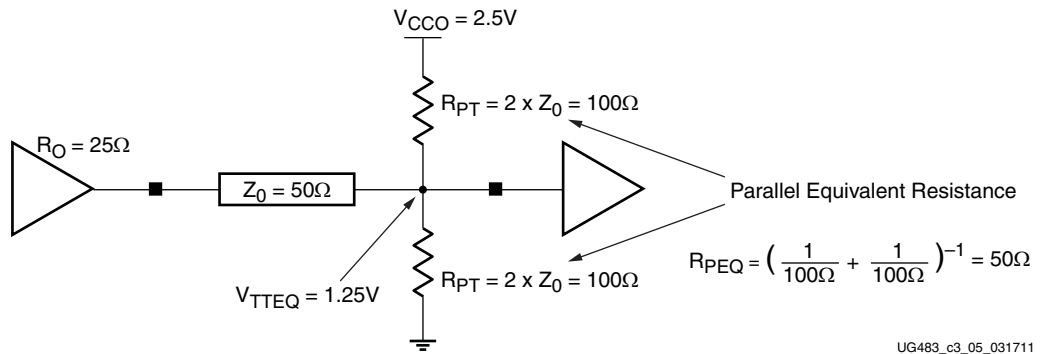 V_CCO = 2.5V
R_PT = 2 x Z_0 = 100Ω
R_O = 25Ω
Z_0 = 50Ω
Parallel Equivalent Resistance
R_PEQ = ( 1/100Ω + 1/100Ω )^–1 = 50Ω
V_TTEQ = 1.25V
R_PT = 2 x Z_0 = 100Ω
UG483_c3_05_031711